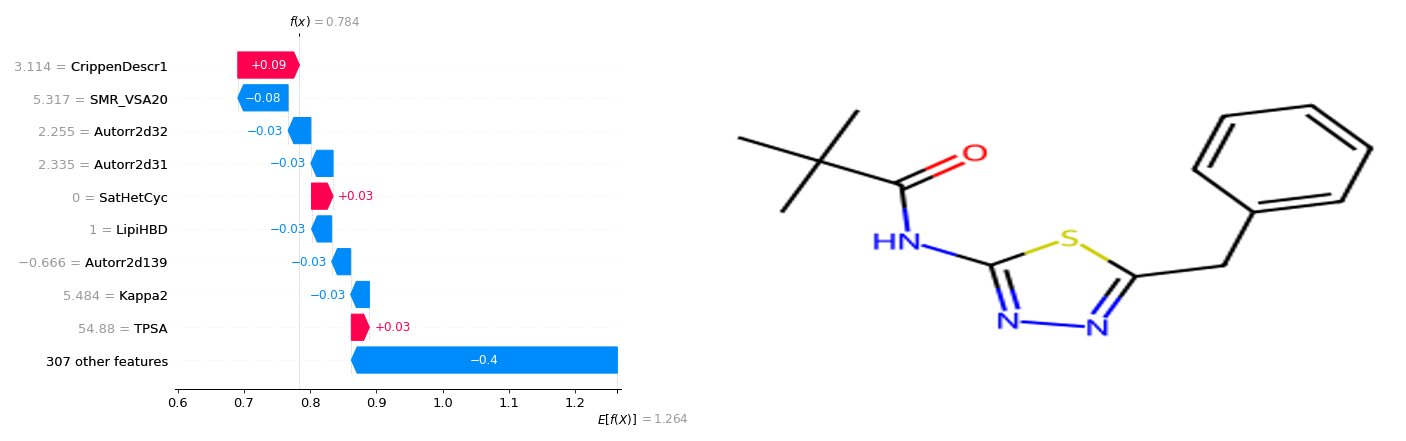 f(x) = 0.784
3.114 = CrippenDescr1
+0.09
5.317 = SMR_VSA20
−0.08
2.255 = Autorr2d32
−0.03
2.335 = Autorr2d31
−0.03
0 = SatHetCyc
+0.03
1 = LipiHBD
−0.03
−0.666 = Autorr2d139
−0.03
5.484 = Kappa2
−0.03
54.88 = TPSA
+0.03
307 other features
−0.4
0.6 0.7 0.8 0.9 1.0 1.1 1.2
E[f(X)] = 1.264
O
HN
S
N
N